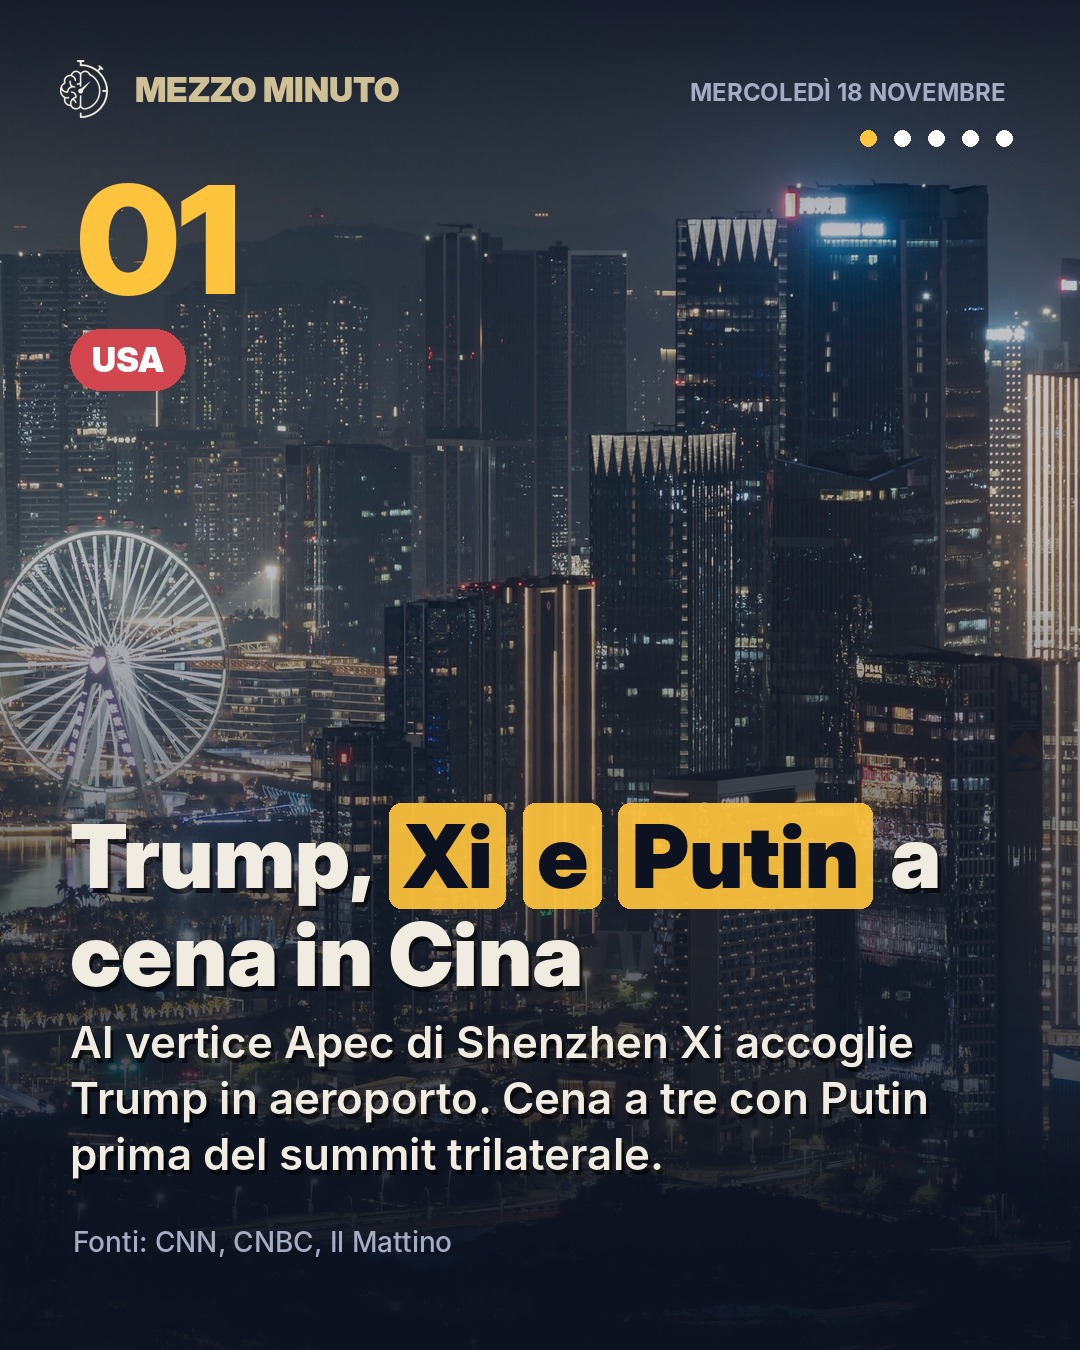 MEZZO MINUTO
MERCOLEDÌ 18 NOVEMBRE
01
USA
Trump, Xi e Putin a
cena in Cina
Al vertice Apec di Shenzhen Xi accoglie
Trump in aeroporto. Cena a tre con Putin
prima del summit trilaterale.
Fonti: CNN, CNBC, Il Mattino